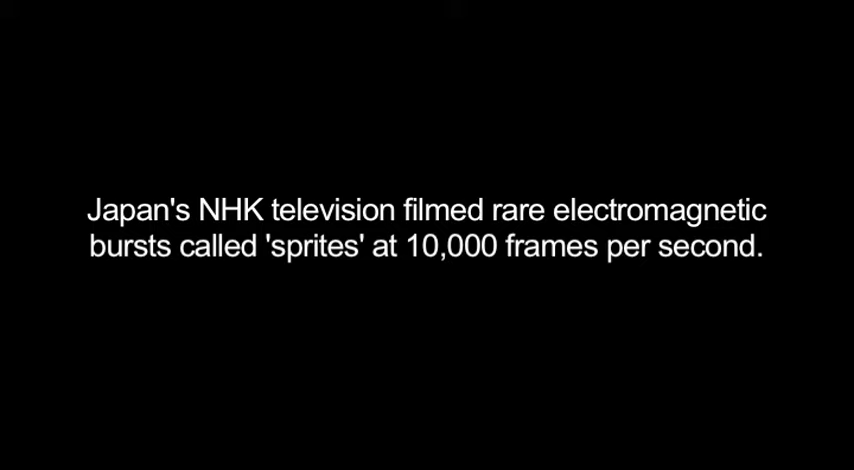 Japan's NHK television filmed rare electromagnetic
bursts called 'sprites' at 10,000 frames per second.